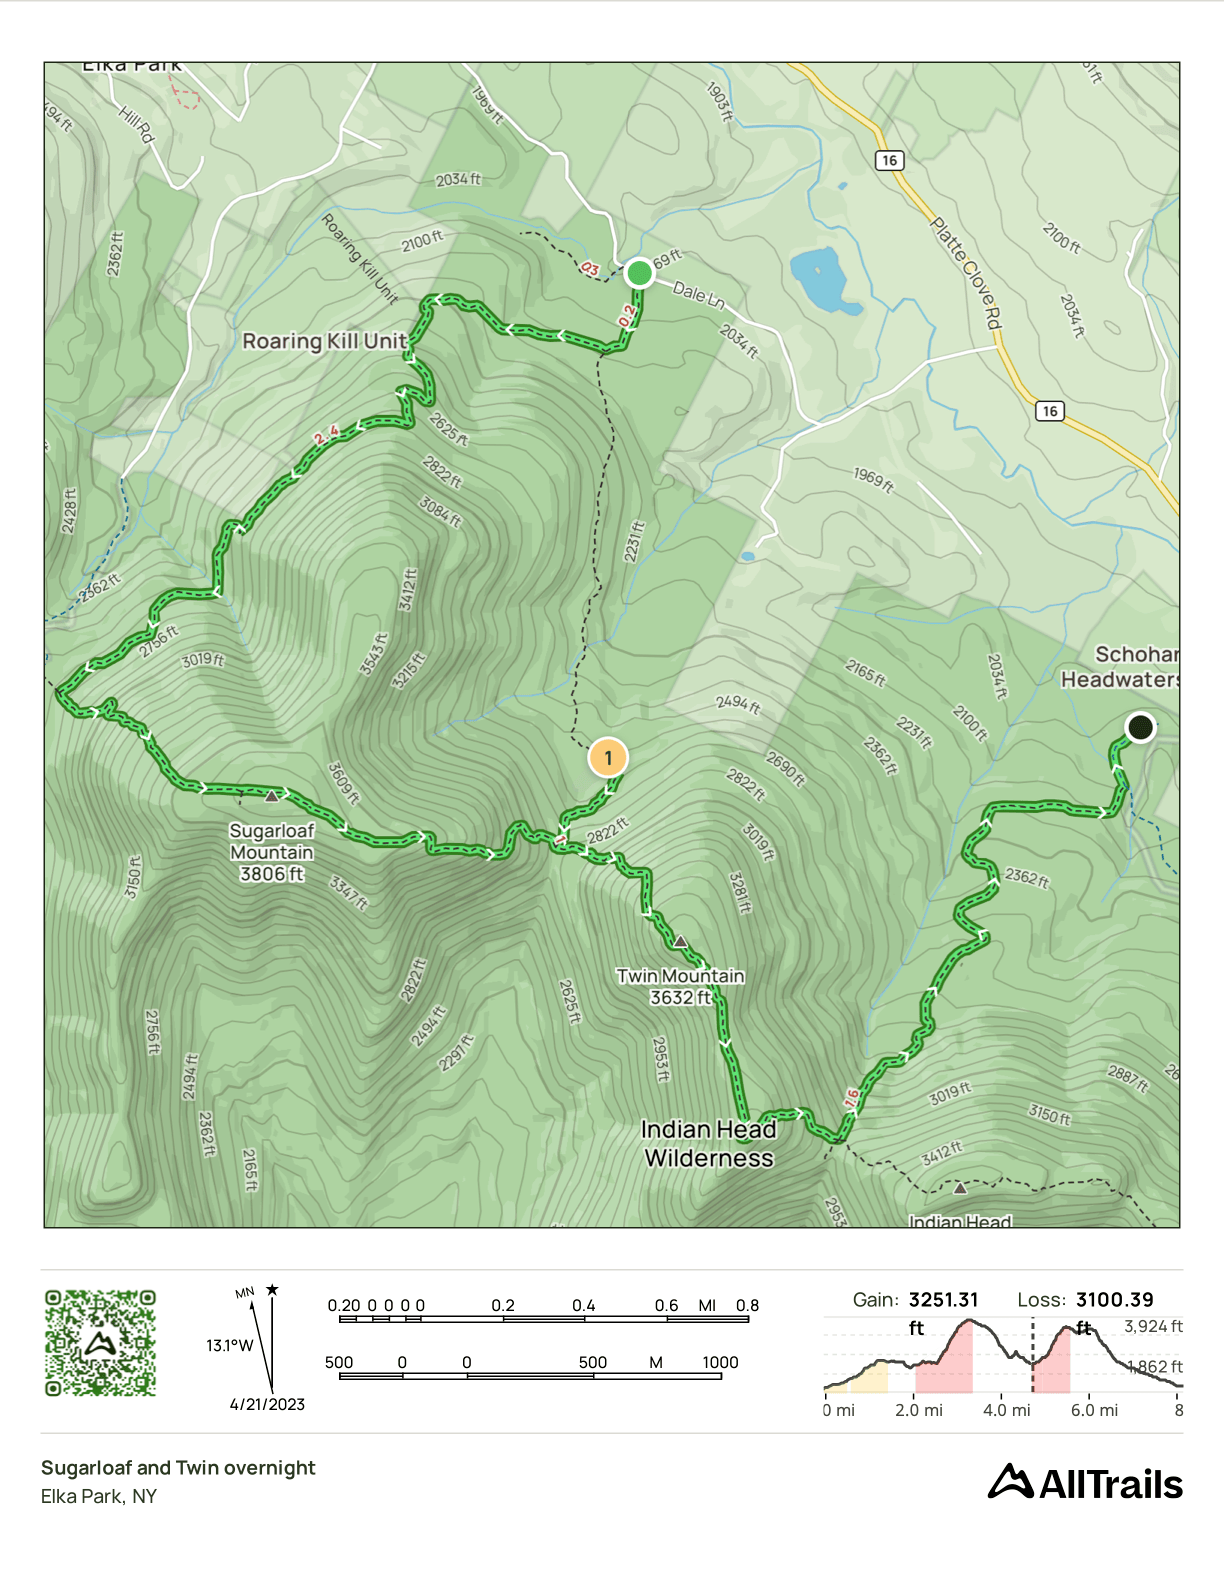 Elka Park
Hill Rd
494 ft
1969 ft
1903 ft
61 ft
16
2034 ft
2362 ft
Roaring Kill Unit
2100 ft
Platte Clove Rd
2100 ft
03
69 ft
Dale Ln
0.2
2034 ft
2034 ft
Roaring Kill Unit
16
2.4
2625 ft
2822 ft
3084 ft
1969 ft
2428 ft
2231 ft
2362 ft
3412 ft
2756 ft
3019 ft
3543 ft
3215 ft
2165 ft
2034 ft
Schohar
Headwaters
2494 ft
2231 ft
2100 ft
2362 ft
1
2690 ft
2822 ft
3609 ft
Sugarloaf
Mountain
3806 ft
2822 ft
1
3019 ft
3150 ft
3347 ft
3281 ft
2362 ft
Twin Mountain
3632 ft
2822 ft
2625 ft
2494 ft
2297 ft
2756 ft
2953 ft
2494 ft
2887 ft
26
1.6
3019 ft
3150 ft
2362 ft
Indian Head
Wilderness
2165 ft
3412 ft
2953
Indian Head
MN
13.1°W
4/21/2023
0.20 0 0 0 0 0.2 0.4 0.6 MI 0.8
500 0 0 500 M 1000
Gain: 3251.31 ft
Loss: 3100.39 ft
3,924 ft
1,862 ft
0 mi 2.0 mi 4.0 mi 6.0 mi 8
Sugarloaf and Twin overnight
Elka Park, NY
AllTrails